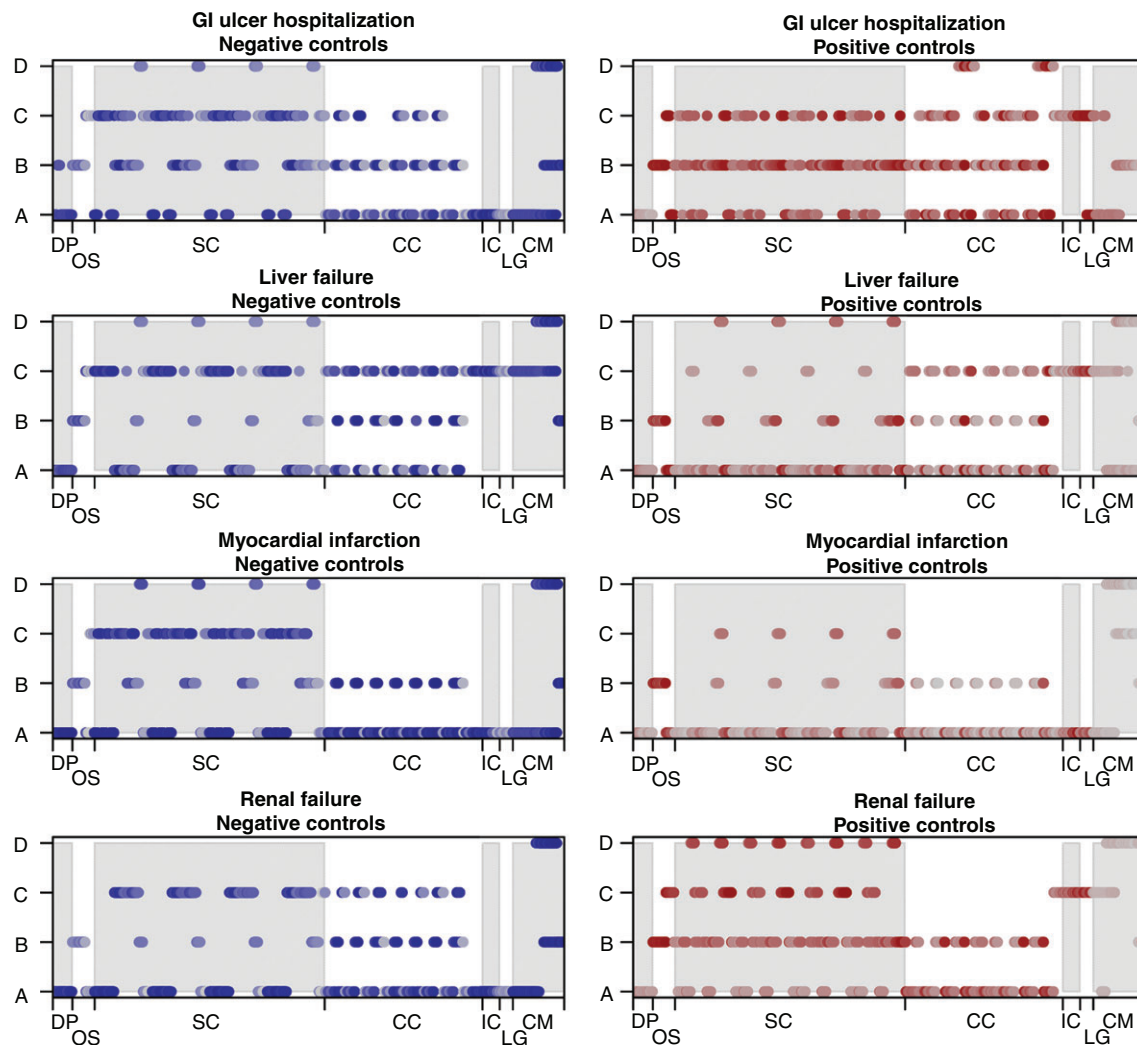 GI ulcer hospitalization
Negative controls
D
C
B
A
DP
OS
SC
CC
IC
LG
CM
GI ulcer hospitalization
Positive controls
D
C
B
A
DP
OS
SC
CC
IC
LG
CM
Liver failure
Negative controls
D
C
B
A
DP
OS
SC
CC
IC
LG
CM
Liver failure
Positive controls
D
C
B
A
DP
OS
SC
CC
IC
LG
CM
Myocardial infarction
Negative controls
D
C
B
A
DP
OS
SC
CC
IC
LG
CM
Myocardial infarction
Positive controls
D
C
B
A
DP
OS
SC
CC
IC
LG
CM
Renal failure
Negative controls
D
C
B
A
DP
OS
SC
CC
IC
LG
CM
Renal failure
Positive controls
D
C
B
A
DP
OS
SC
CC
IC
LG
CM